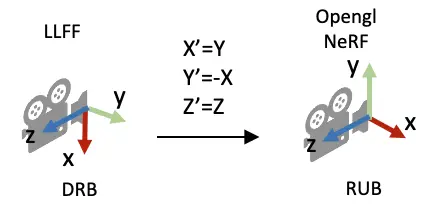 LLFF
y
z
x
DRB
X'=Y
Y'=-X
Z'=Z
Opengl
NeRF
y
z
x
RUB